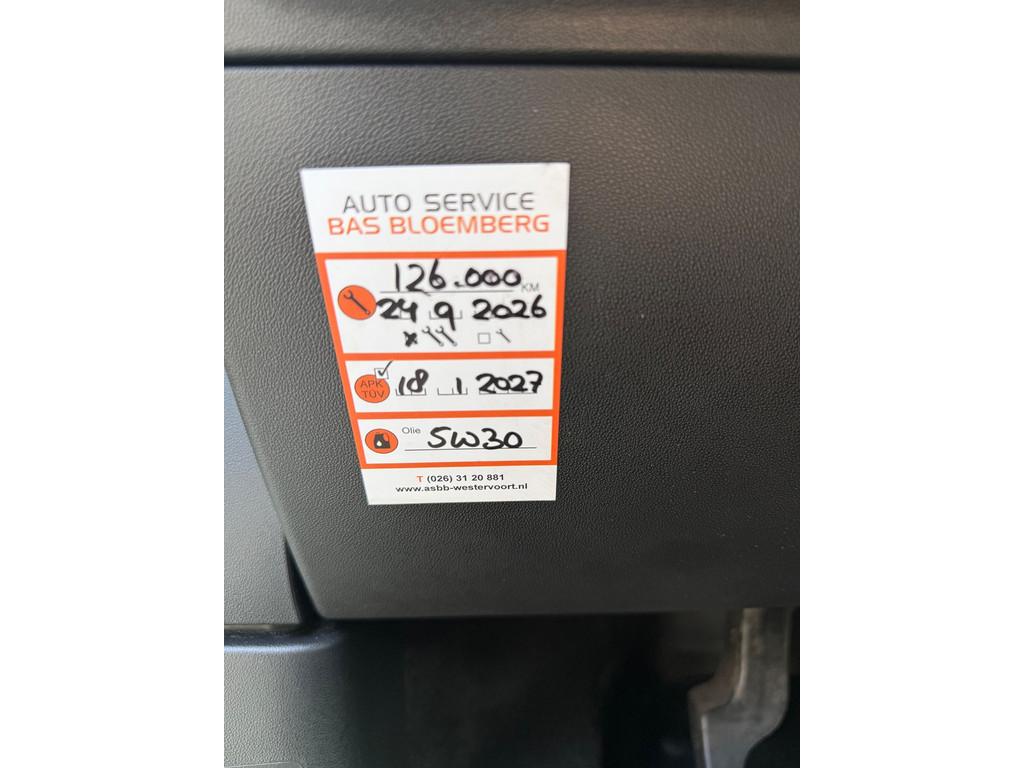 AUTO SERVICE
BAS BLOEMBERG
126.000 KM
24 9 2026
APK TÜV 18 1 2027
Olie 5W30
T (026) 31 20 881
www.asbb-westervoort.nl